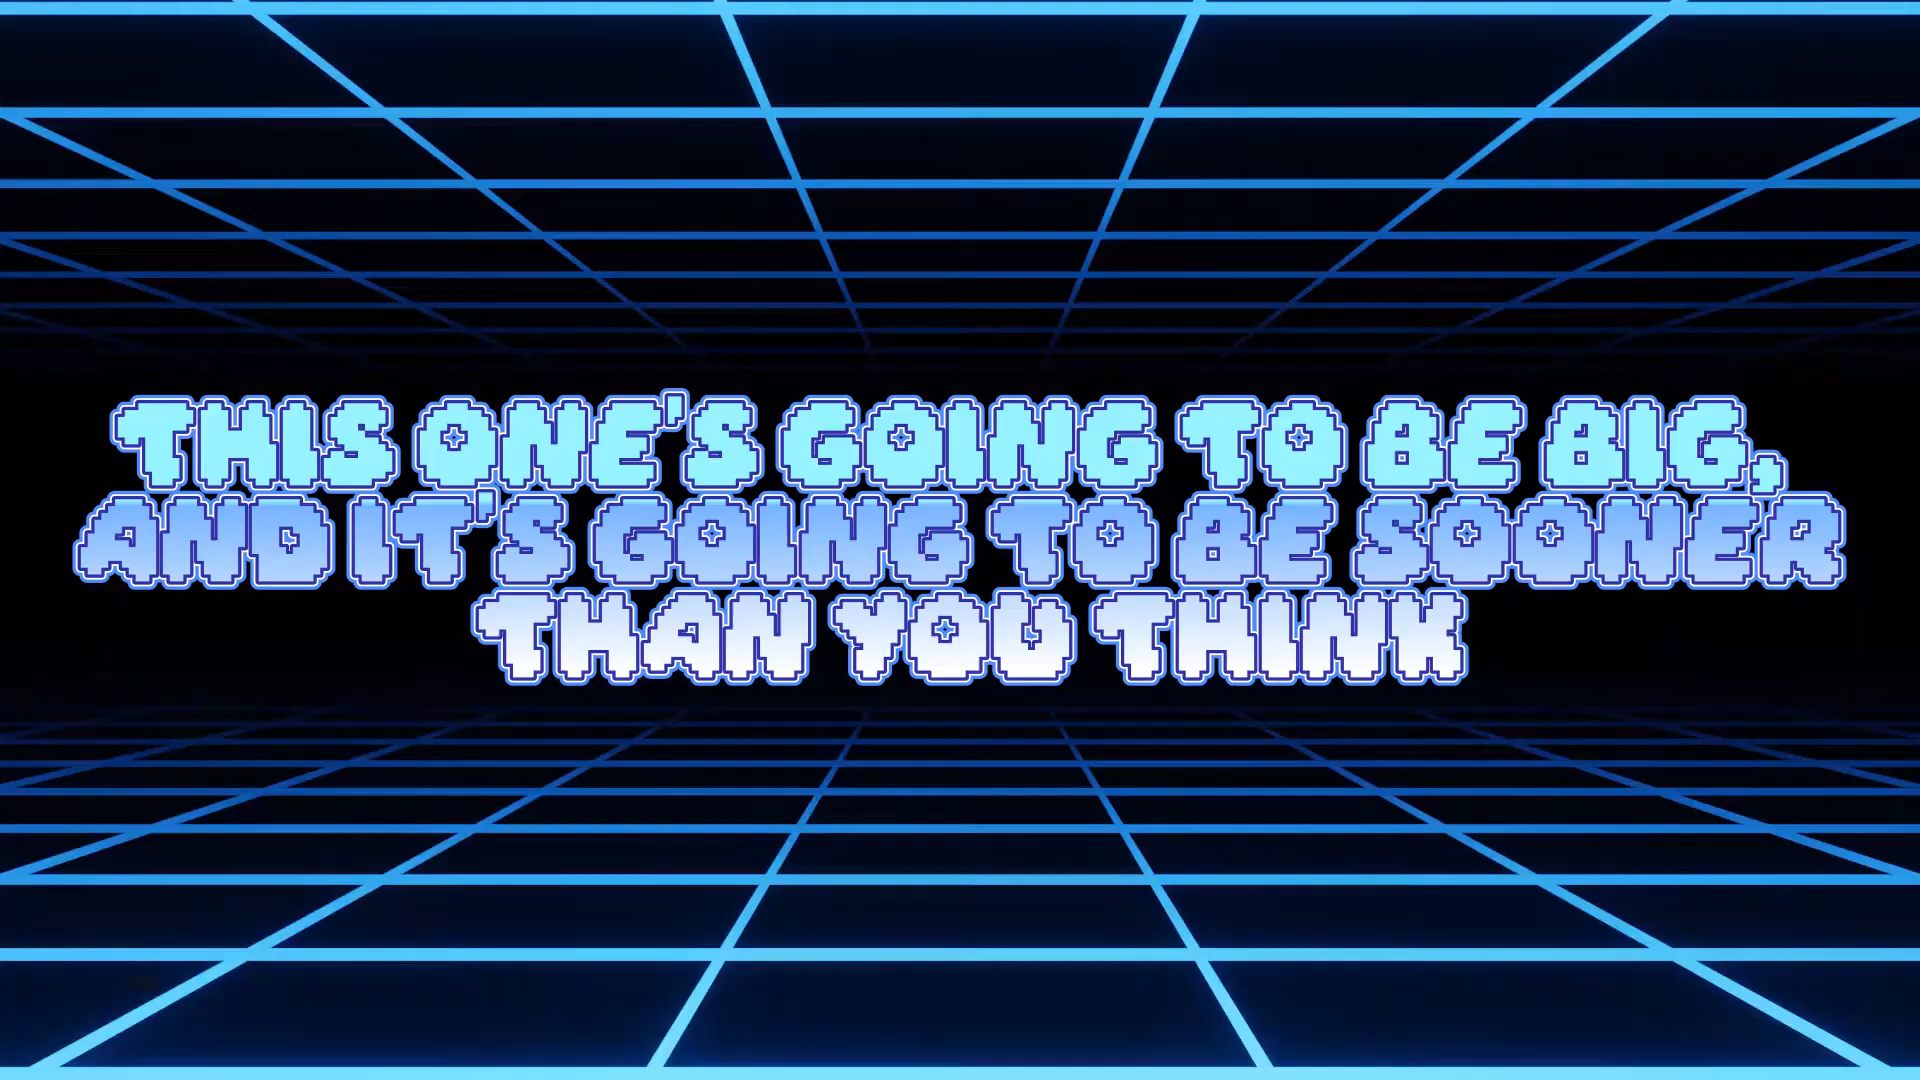 THIS ONE'S GOING TO BE BIG,
AND IT'S GOING TO BE SOONER
THAN YOU THINK